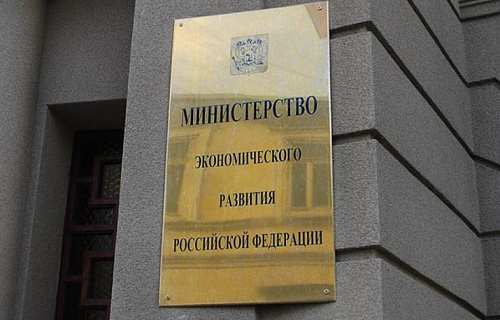 МИНИСТЕРСТВО
ЭКОНОМИЧЕСКОГО
РАЗВИТИЯ
РОССИЙСКОЙ ФЕДЕРАЦИИ